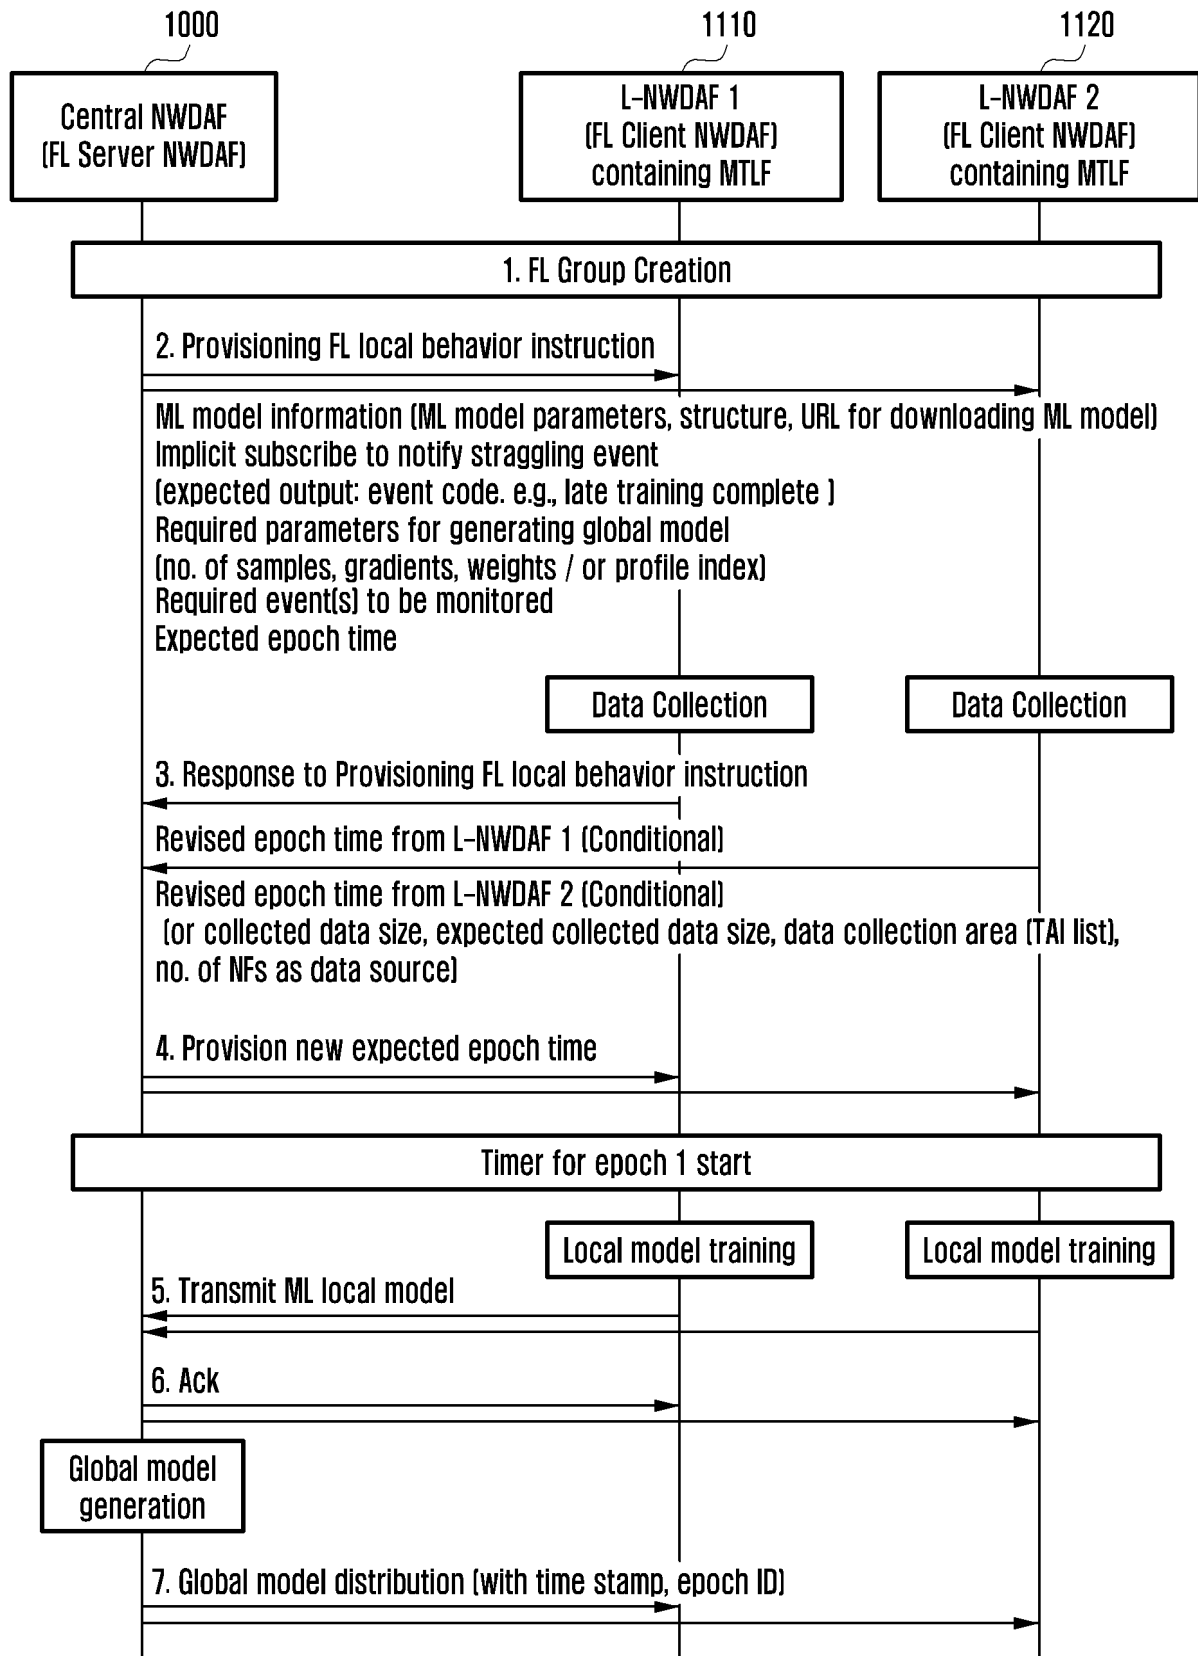 1000
1110
1120
Central NWDAF
(FL Server NWDAF)
L-NWDAF 1
(FL Client NWDAF)
containing MTLF
L-NWDAF 2
(FL Client NWDAF)
containing MTLF
1. FL Group Creation
2. Provisioning FL local behavior instruction
ML model information (ML model parameters, structure, URL for downloading ML model)
Implicit subscribe to notify straggling event
(expected output: event code. e.g., late training complete )
Required parameters for generating global model
(no. of samples, gradients, weights / or profile index)
Required event(s) to be monitored
Expected epoch time
Data Collection
Data Collection
3. Response to Provisioning FL local behavior instruction
Revised epoch time from L-NWDAF 1 (Conditional)
Revised epoch time from L-NWDAF 2 (Conditional)
(or collected data size, expected collected data size, data collection area (TAI list),
no. of NFs as data source)
4. Provision new expected epoch time
Timer for epoch 1 start
Local model training
Local model training
5. Transmit ML local model
6. Ack
Global model
generation
7. Global model distribution (with time stamp, epoch ID)